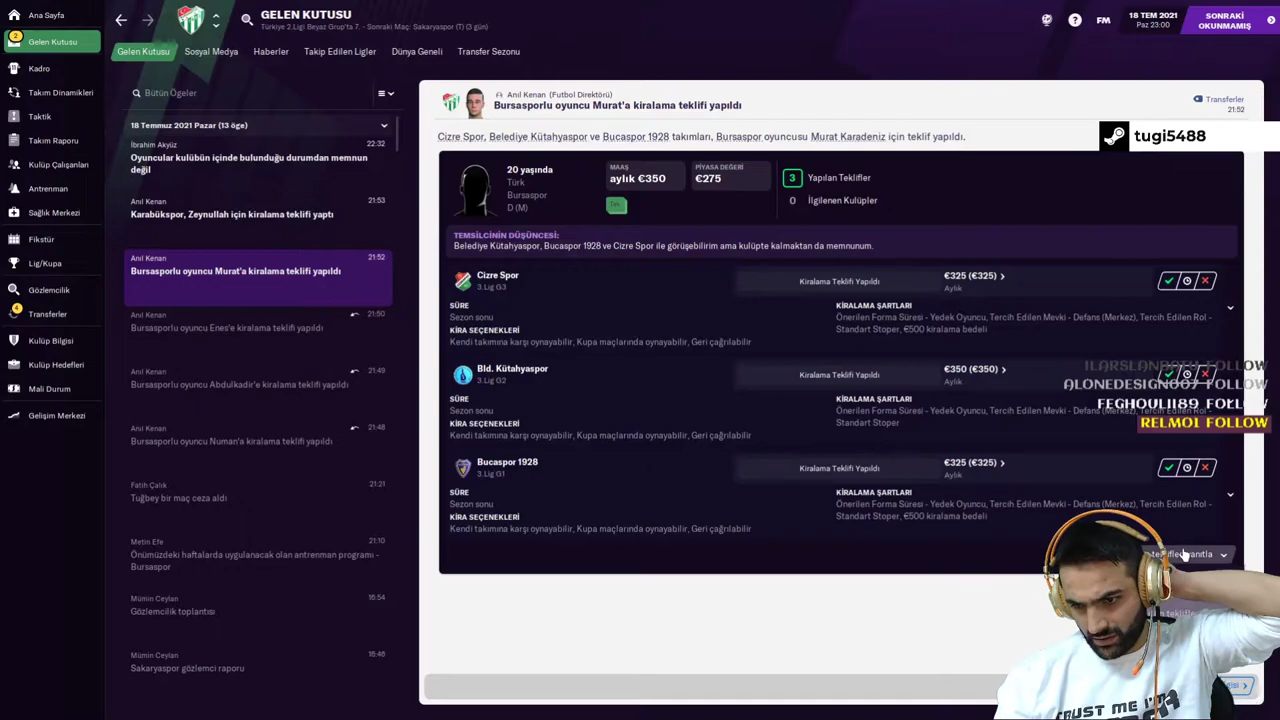 Ana Sayfa
2
Gelen Kutusu
Kadro
Takım Dinamikleri
Taktik
Takım Raporu
Kulüp Çalışanları
Antrenman
Sağlık Merkezi
Fikstür
Lig/Kupa
Gözlemcilik
4
Transferler
Kulüp Bilgisi
Kulüp Hedefleri
Mali Durum
Gelişim Merkezi
GELEN KUTUSU
Türkiye 2.Ligi Beyaz Grup'ta 7. - Sonraki Maç: Sakaryaspor (T) (3 gün)
FM
18 TEM 2021
Paz 23:00
SONRAKİ
OKUNMAMIŞ
Gelen Kutusu
Sosyal Medya
Haberler
Takip Edilen Ligler
Dünya Geneli
Transfer Sezonu
Bütün Ögeler
18 Temmuz 2021 Pazar (13 öge)
İbrahim Akyüz
22:32
Oyuncular kulübün içinde bulunduğu durumdan memnun
değil
Anıl Kenan
21:53
Karabükspor, Zeynullah için kiralama teklifi yaptı
Anıl Kenan
21:52
Bursasporlu oyuncu Murat'a kiralama teklifi yapıldı
Anıl Kenan
21:50
Bursasporlu oyuncu Enes'e kiralama teklifi yapıldı
Anıl Kenan
21:49
Bursasporlu oyuncu Abdulkadir'e kiralama teklifi yapıldı
Anıl Kenan
21:48
Bursasporlu oyuncu Numan'a kiralama teklifi yapıldı
Fatih Çalık
21:21
Tuğbey bir maç ceza aldı
Metin Efe
21:10
Önümüzdeki haftalarda uygulanacak olan antrenman programı -
Bursaspor
Mümin Ceylan
16:54
Gözlemcilik toplantısı
Mümin Ceylan
16:46
Sakaryaspor gözlemci raporu
Anıl Kenan (Futbol Direktörü)
Bursasporlu oyuncu Murat'a kiralama teklifi yapıldı
Transferler
21:52
Cizre Spor, Belediye Kütahyaspor ve Bucaspor 1928 takımları, Bursaspor oyuncusu Murat Karadeniz için teklif yapıldı.
tugi5488
20 yaşında
Türk
Bursaspor
D (M)
MAAŞ
aylık €350
PİYASA DEĞERİ
€275
3 Yapılan Teklifler
0 İlgilenen Kulüpler
TEMSİLCİNİN DÜŞÜNCESİ:
Belediye Kütahyaspor, Bucaspor 1928 ve Cizre Spor ile görüşebilirim ama kulüpte kalmaktan da memnunum.
Cizre Spor
3.Lig G3
Kiralama Teklifi Yapıldı
€325 (€325)
Aylık
SÜRE
Sezon sonu
KİRA SEÇENEKLERİ
Kendi takımına karşı oynayabilir, Kupa maçlarında oynayabilir, Geri çağrılabilir
KİRALAMA ŞARTLARI
Önerilen Forma Süresi - Yedek Oyuncu, Tercih Edilen Mevki - Defans (Merkez), Tercih Edilen Rol -
Standart Stoper, €500 kiralama bedeli
Bld. Kütahyaspor
3.Lig G2
Kiralama Teklifi Yapıldı
€350 (€350)
Aylık
SÜRE
Sezon sonu
KİRA SEÇENEKLERİ
Kendi takımına karşı oynayabilir, Kupa maçlarında oynayabilir, Geri çağrılabilir
KİRALAMA ŞARTLARI
Önerilen Forma Süresi - Yedek Oyuncu, Tercih Edilen Mevki - Defans (Merkez), Tercih Edilen Rol -
Standart Stoper
FOLLOW
ALONEDESIGN007 FOLLOW
FEGHOULII89 FOLLOW
RELMOI FOLLOW
Bucaspor 1928
3.Lig G1
Kiralama Teklifi Yapıldı
€325 (€325)
Aylık
SÜRE
Sezon sonu
KİRA SEÇENEKLERİ
Kendi takımına karşı oynayabilir, Kupa maçlarında oynayabilir, Geri çağrılabilir
KİRALAMA ŞARTLARI
Önerilen Forma Süresi - Yedek Oyuncu, Tercih Edilen Mevki - Defans (Merkez), Tercih Edilen Rol -
Standart Stoper, €500 kiralama bedeli
TRUST ME I'M